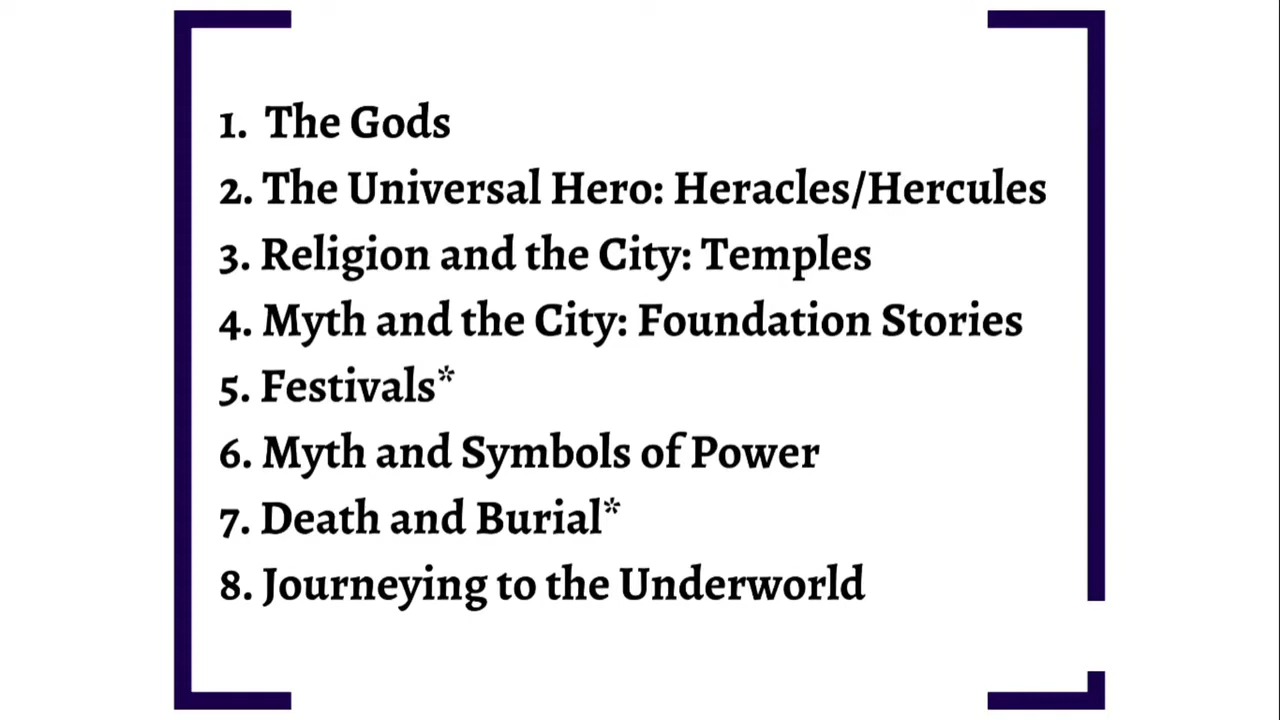 1. The Gods
2. The Universal Hero: Heracles/Hercules
3. Religion and the City: Temples
4. Myth and the City: Foundation Stories
5. Festivals*
6. Myth and Symbols of Power
7. Death and Burial*
8. Journeying to the Underworld